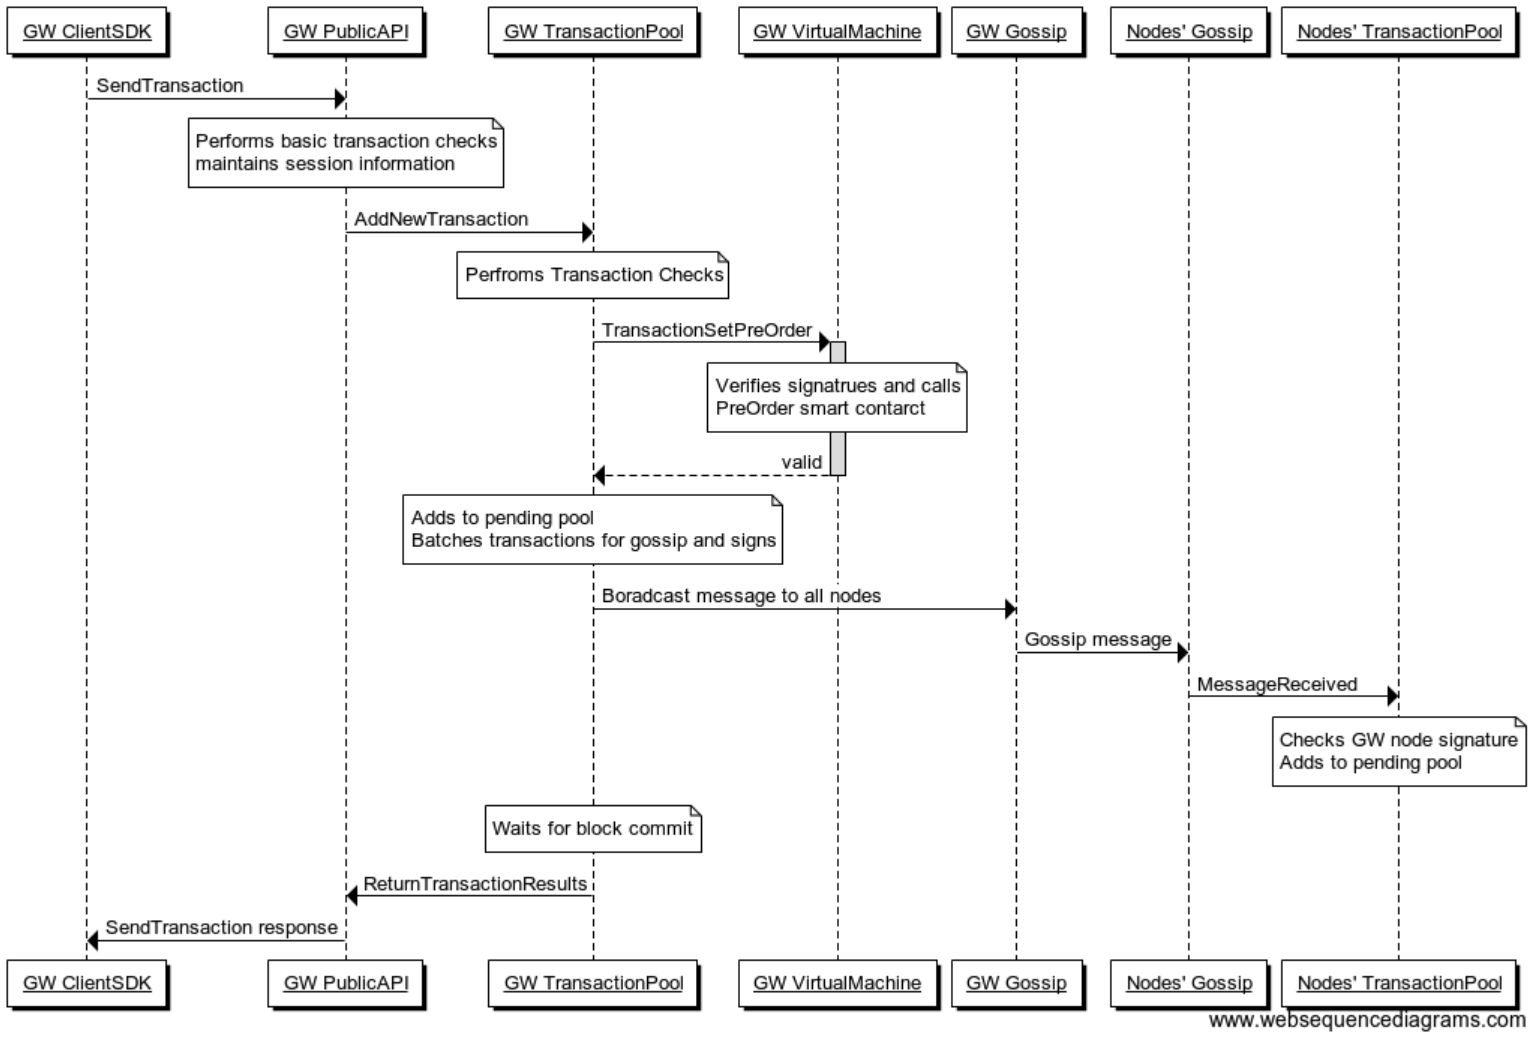 GW ClientSDK
GW PublicAPI
GW TransactionPool
GW VirtualMachine
GW Gossip
Nodes' Gossip
Nodes' TransactionPool
SendTransaction
Performs basic transaction checks
maintains session information
AddNewTransaction
Perfroms Transaction Checks
TransactionSetPreOrder
Verifies signatrues and calls
PreOrder smart contarct
valid
Adds to pending pool
Batches transactions for gossip and signs
Boradcast message to all nodes
Gossip message
MessageReceived
Checks GW node signature
Adds to pending pool
Waits for block commit
ReturnTransactionResults
SendTransaction response
GW ClientSDK
GW PublicAPI
GW TransactionPool
GW VirtualMachine
GW Gossip
Nodes' Gossip
Nodes' TransactionPool
www.websequencediagrams.com